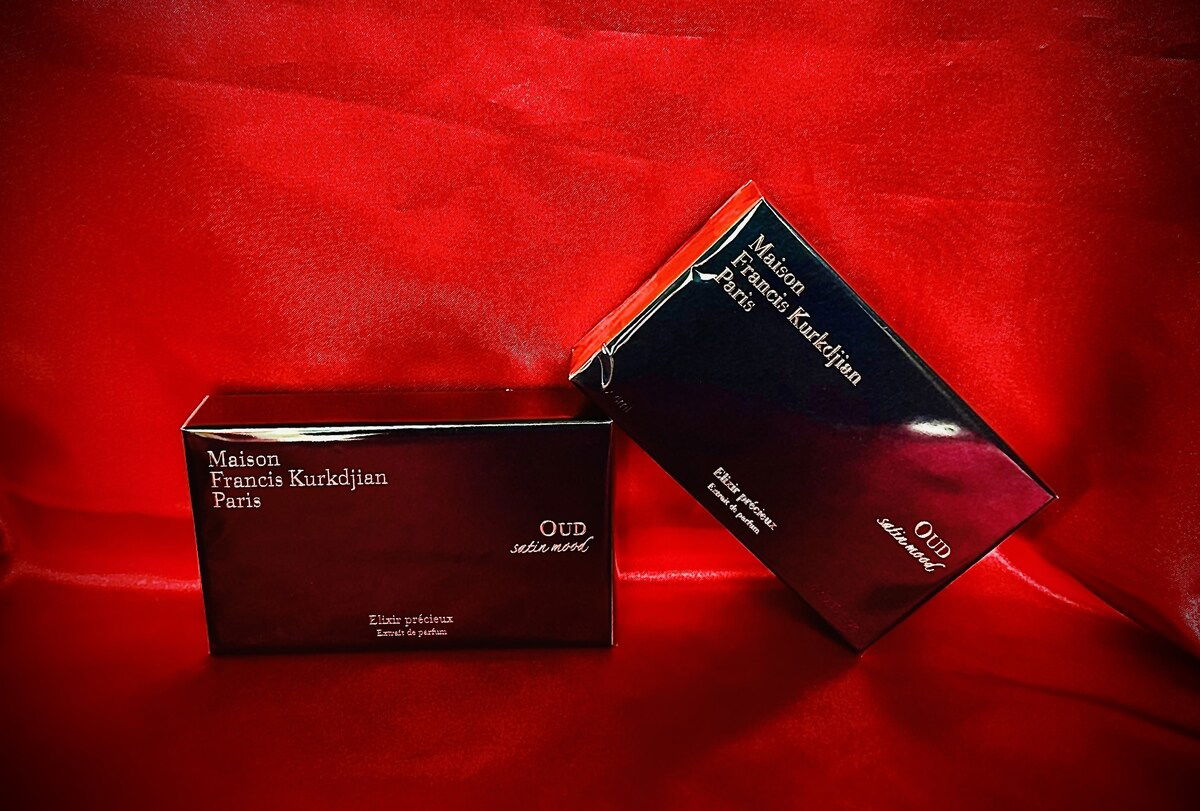 Maison
Francis Kurkdjian
Paris
OUD
satin mood
Elixir précieux
Extrait de parfum
Maison
Francis Kurkdjian
Paris
Elixir précieux
Extrait de parfum
OUD
satin mood